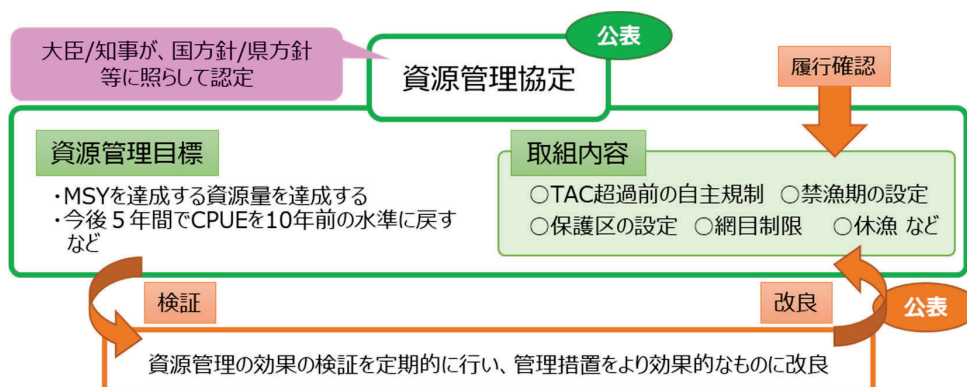 大臣/知事が、国方針/県方針
等に照らして認定
公表
資源管理協定
履行確認
資源管理目標
・MSYを達成する資源量を達成する
・今後５年間でCPUEを10年前の水準に戻す
など
取組内容
○TAC超過前の自主規制 ○禁漁期の設定
○保護区の設定 ○網目制限 ○休漁 など
検証
改良
公表
資源管理の効果の検証を定期的に行い、管理措置をより効果的なものに改良